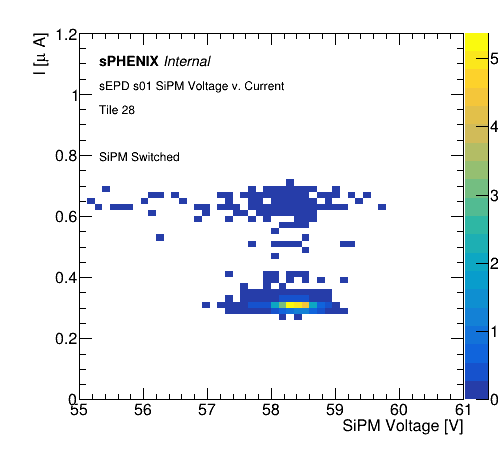 sPHENIX Internal
sEPD s01 SiPM Voltage v. Current
Tile 28
SiPM Switched
I [μ A]
1.2
1
0.8
0.6
0.4
0.2
0
55 56 57 58 59 60 61
SiPM Voltage [V]
5
4
3
2
1
0